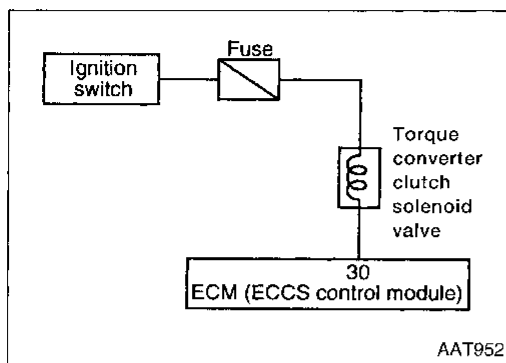 Fuse
Ignition
switch
Torque
converter
clutch
solenoid
valve
30
ECM (ECCS control module)
AAT952